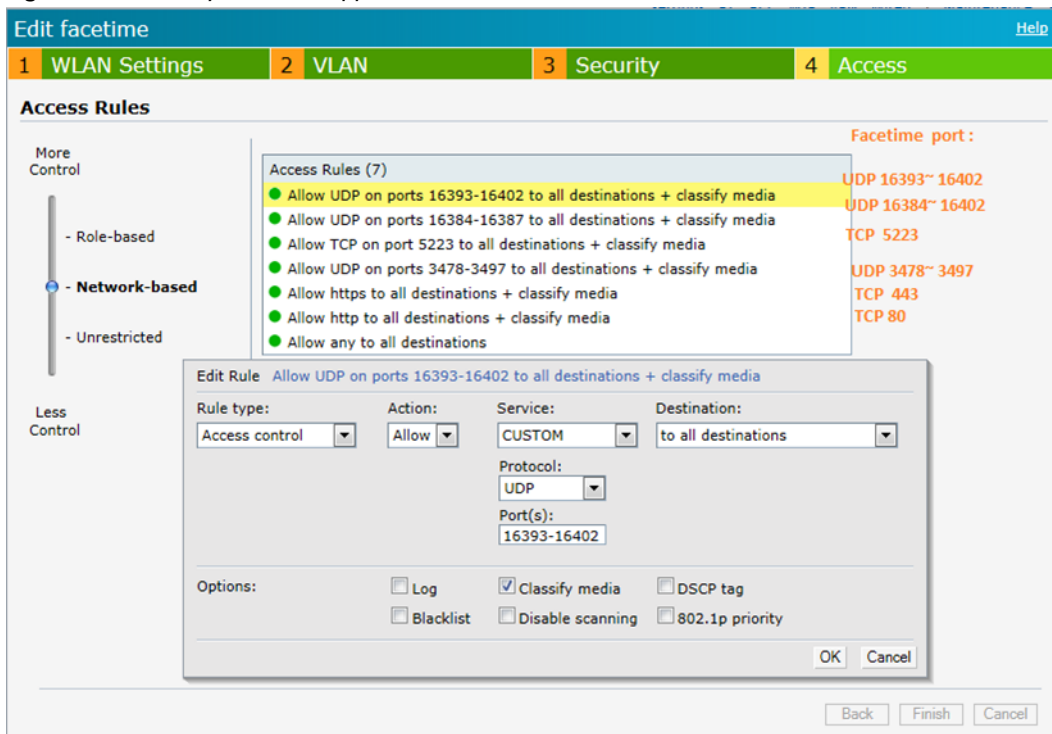 Edit facetime
Help
1 WLAN Settings
2 VLAN
3 Security
4 Access
Access Rules
More
Control
- Role-based
- Network-based
- Unrestricted
Less
Control
Access Rules (7)
Allow UDP on ports 16393-16402 to all destinations + classify media
Allow UDP on ports 16384-16387 to all destinations + classify media
Allow TCP on port 5223 to all destinations + classify media
Allow UDP on ports 3478-3497 to all destinations + classify media
Allow https to all destinations + classify media
Allow http to all destinations + classify media
Allow any to all destinations
Facetime port :
UDP 16393~ 16402
UDP 16384~ 16402
TCP 5223
UDP 3478~ 3497
TCP 443
TCP 80
Edit Rule Allow UDP on ports 16393-16402 to all destinations + classify media
Rule type: Action: Service: Destination:
Access control Allow CUSTOM to all destinations
Protocol:
UDP
Port(s):
16393-16402
Options: Log Classify media DSCP tag
Blacklist Disable scanning 802.1p priority
OK Cancel
Back Finish Cancel